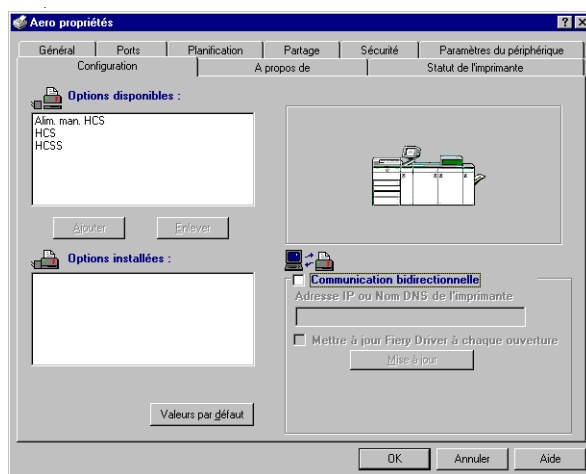 Aero propriétés
Général Ports Planification Partage Sécurité Paramètres du périphérique
Configuration A propos de Statut de l'imprimante
Options disponibles :
Alim. man. HCS
HCS
HCSS
Ajouter Enlever
Options installées :
Valeurs par défaut
Communication bidirectionnelle
Adresse IP ou Nom DNS de l'imprimante
Mettre à jour Fiery Driver à chaque ouverture
Mise à jour
OK Annuler Aide